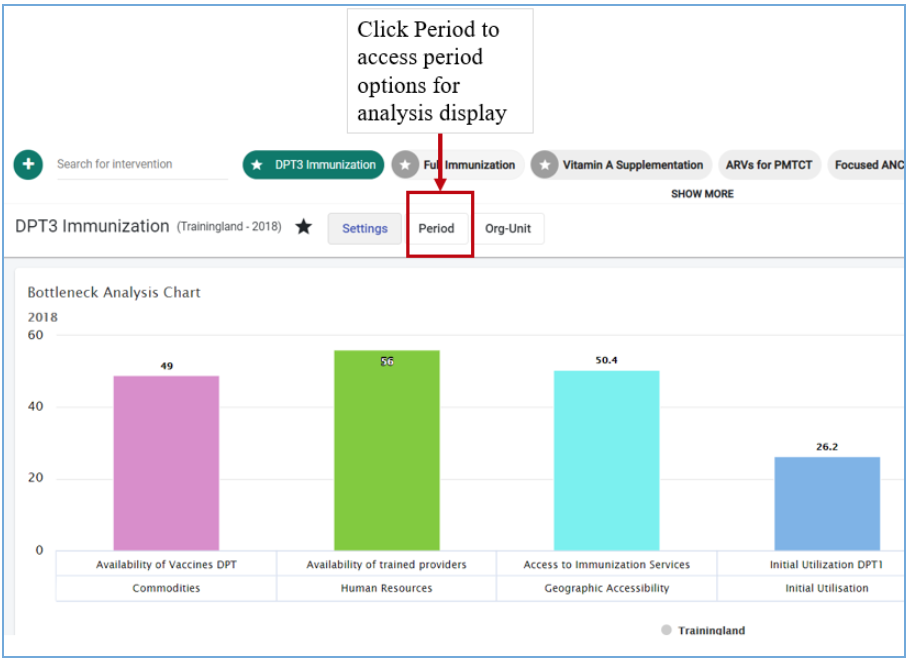 Click Period to
access period
options for
analysis display
+ Search for intervention ★ DPT3 Immunization ★ Full Immunization ★ Vitamin A Supplementation ARVs for PMTCT Focused ANC
SHOW MORE
DPT3 Immunization (Trainingland - 2018) ★ Settings Period Org-Unit
Bottleneck Analysis Chart
2018
60
49 56 50.4
40
26.2
20
0
Availability of Vaccines DPT Availability of trained providers Access to Immunization Services Initial Utilization DPT1
Commodities Human Resources Geographic Accessibility Initial Utilisation
Trainingland